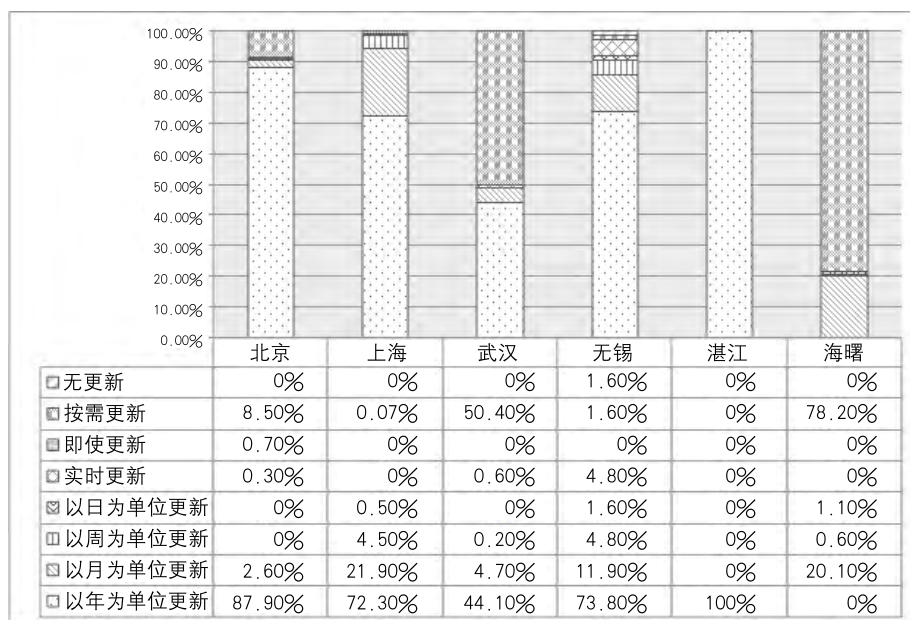 100.00%
90.00%
80.00%
70.00%
60.00%
50.00%
40.00%
30.00%
20.00%
10.00%
0.00%
北京 上海 武汉 无锡 湛江 海曙
无更新 0% 0% 0% 1.60% 0% 0%
按需更新 8.50% 0.07% 50.40% 1.60% 0% 78.20%
即使更新 0.70% 0% 0% 0% 0% 0%
实时更新 0.30% 0% 0.60% 4.80% 0% 0%
以日为单位更新 0% 0.50% 0% 1.60% 0% 1.10%
以周为单位更新 0% 4.50% 0.20% 4.80% 0% 0.60%
以月为单位更新 2.60% 21.90% 4.70% 11.90% 0% 20.10%
以年为单位更新 87.90% 72.30% 44.10% 73.80% 100% 0%